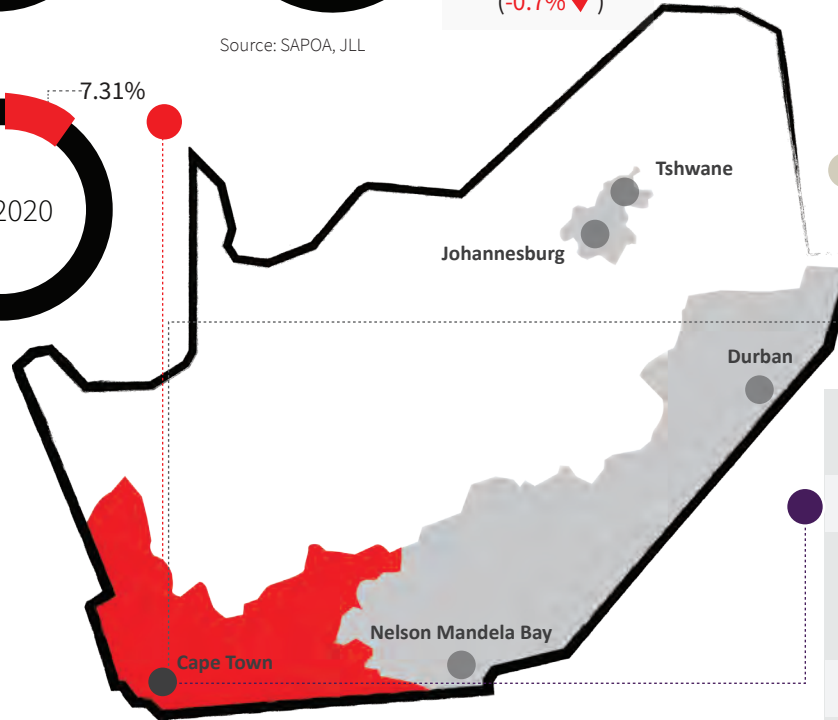 (-0.7% ▼ )
Source: SAPOA, JLL
7.31%
2020
Tshwane
Johannesburg
Durban
Nelson Mandela Bay
Cape Town